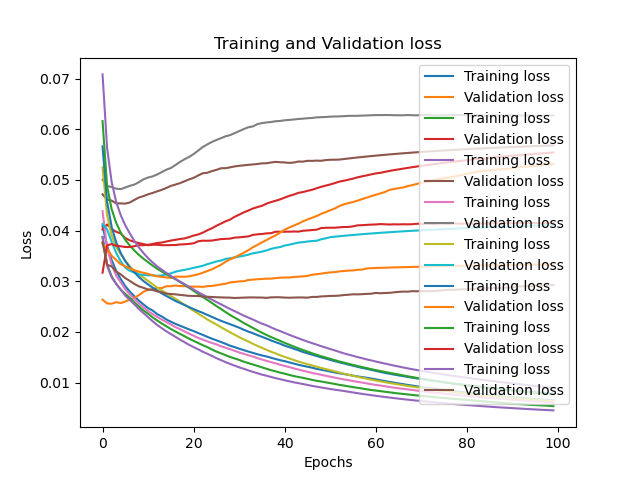 Training and Validation loss
Loss
0.07
0.06
0.05
0.04
0.03
0.02
0.01
Training loss
Validation loss
Training loss
Validation loss
Training loss
Validation loss
Training loss
Validation loss
Training loss
Validation loss
Training loss
Validation loss
Training loss
Validation loss
Training loss
Validation loss
0 20 40 60 80 100
Epochs